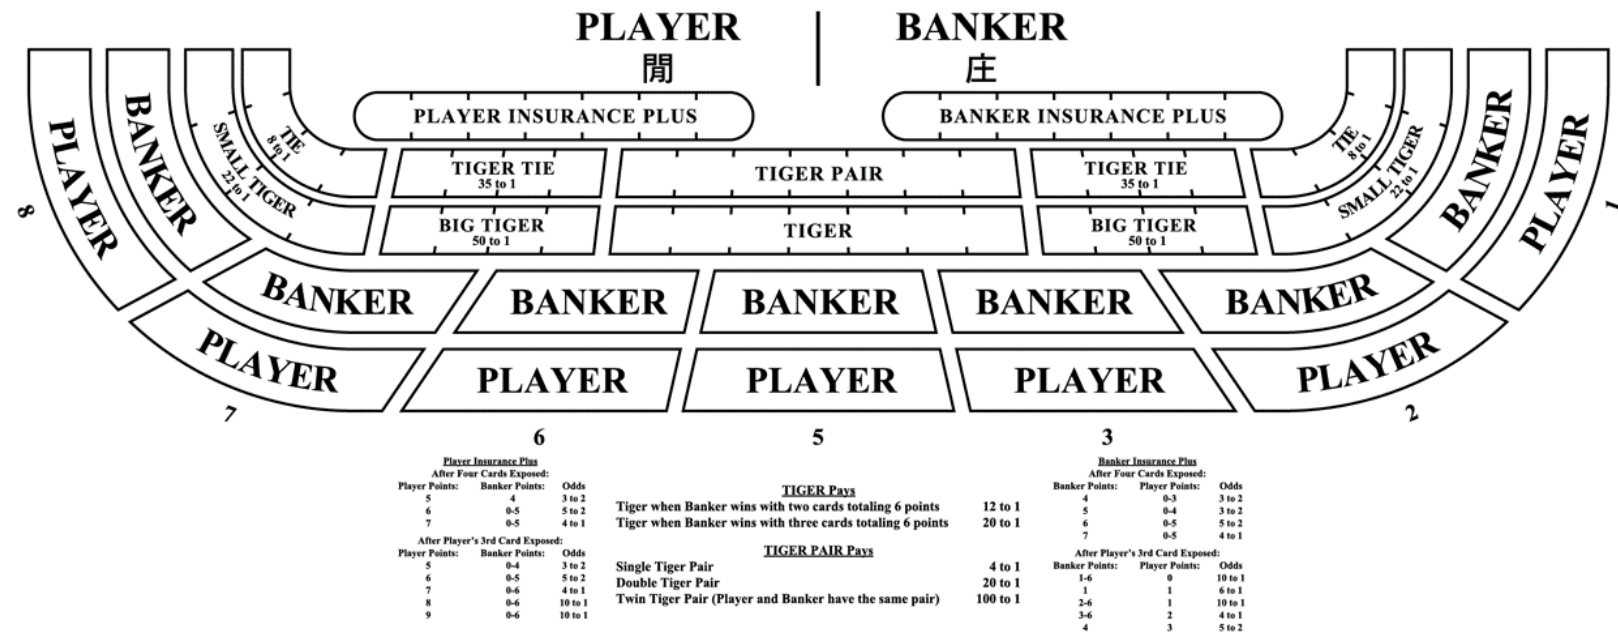 PLAYER
BANKER
閒
庄
PLAYER INSURANCE PLUS
BANKER INSURANCE PLUS
PLAYER
BANKER
SMALL TIGER
22 to 1
TIE
8 to 1
TIGER TIE
35 to 1
TIGER PAIR
TIGER TIE
35 to 1
TIE
8 to 1
SMALL TIGER
22 to 1
BANKER
PLAYER
BIG TIGER
50 to 1
TIGER
BIG TIGER
50 to 1
8
1
BANKER
BANKER
BANKER
BANKER
BANKER
PLAYER
PLAYER
PLAYER
PLAYER
PLAYER
7
6
5
3
2
Player Insurance Plus
After Four Cards Exposed:
Player Points: Banker Points: Odds
5 4 3 to 2
6 0-5 5 to 2
7 0-5 4 to 1
After Player's 3rd Card Exposed:
Player Points: Banker Points: Odds
5 0-4 3 to 2
6 0-5 5 to 2
7 0-6 4 to 1
8 0-6 10 to 1
9 0-6 10 to 1
TIGER Pays
Tiger when Banker wins with two cards totaling 6 points 12 to 1
Tiger when Banker wins with three cards totaling 6 points 20 to 1
TIGER PAIR Pays
Single Tiger Pair 4 to 1
Double Tiger Pair 20 to 1
Twin Tiger Pair (Player and Banker have the same pair) 100 to 1
Banker Insurance Plus
After Four Cards Exposed:
Banker Points: Player Points: Odds
4 0-3 3 to 2
5 0-4 3 to 2
6 0-5 5 to 2
7 0-5 4 to 1
After Player's 3rd Card Exposed:
Banker Points: Player Points: Odds
1-6 0 10 to 1
1 1 6 to 1
2-6 1 10 to 1
3-6 2 4 to 1
4 3 5 to 2